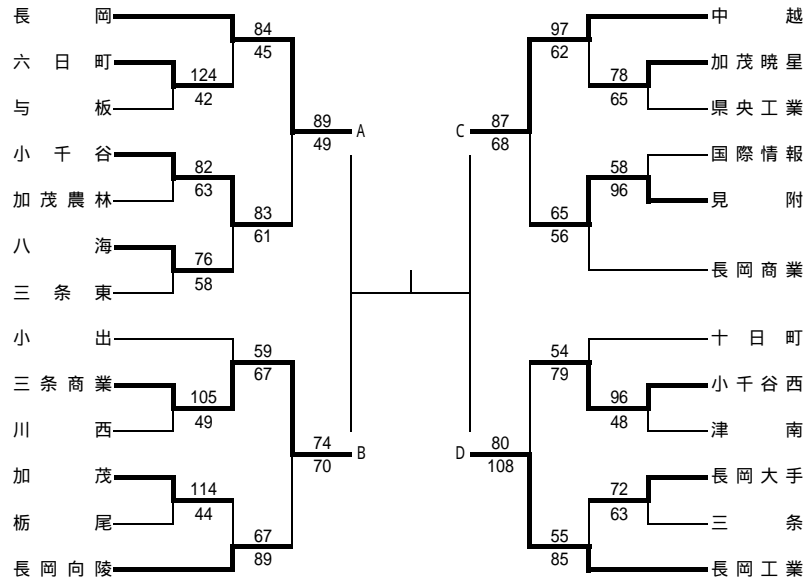 長岡
六日町
与板
小千谷
加茂農林
八海
三条東
小出
三条商業
川西
加茂
栃尾
長岡向陵
124
42
82
63
76
58
105
49
114
44
84
45
83
61
59
67
67
89
89
49
A
74
70
B
C
87
68
D
80
108
97
62
65
56
54
79
55
85
78
65
58
96
96
48
72
63
中越
加茂暁星
県央工業
国際情報
見附
長岡商業
十日町
小千谷西
津南
長岡大手
三条
長岡工業